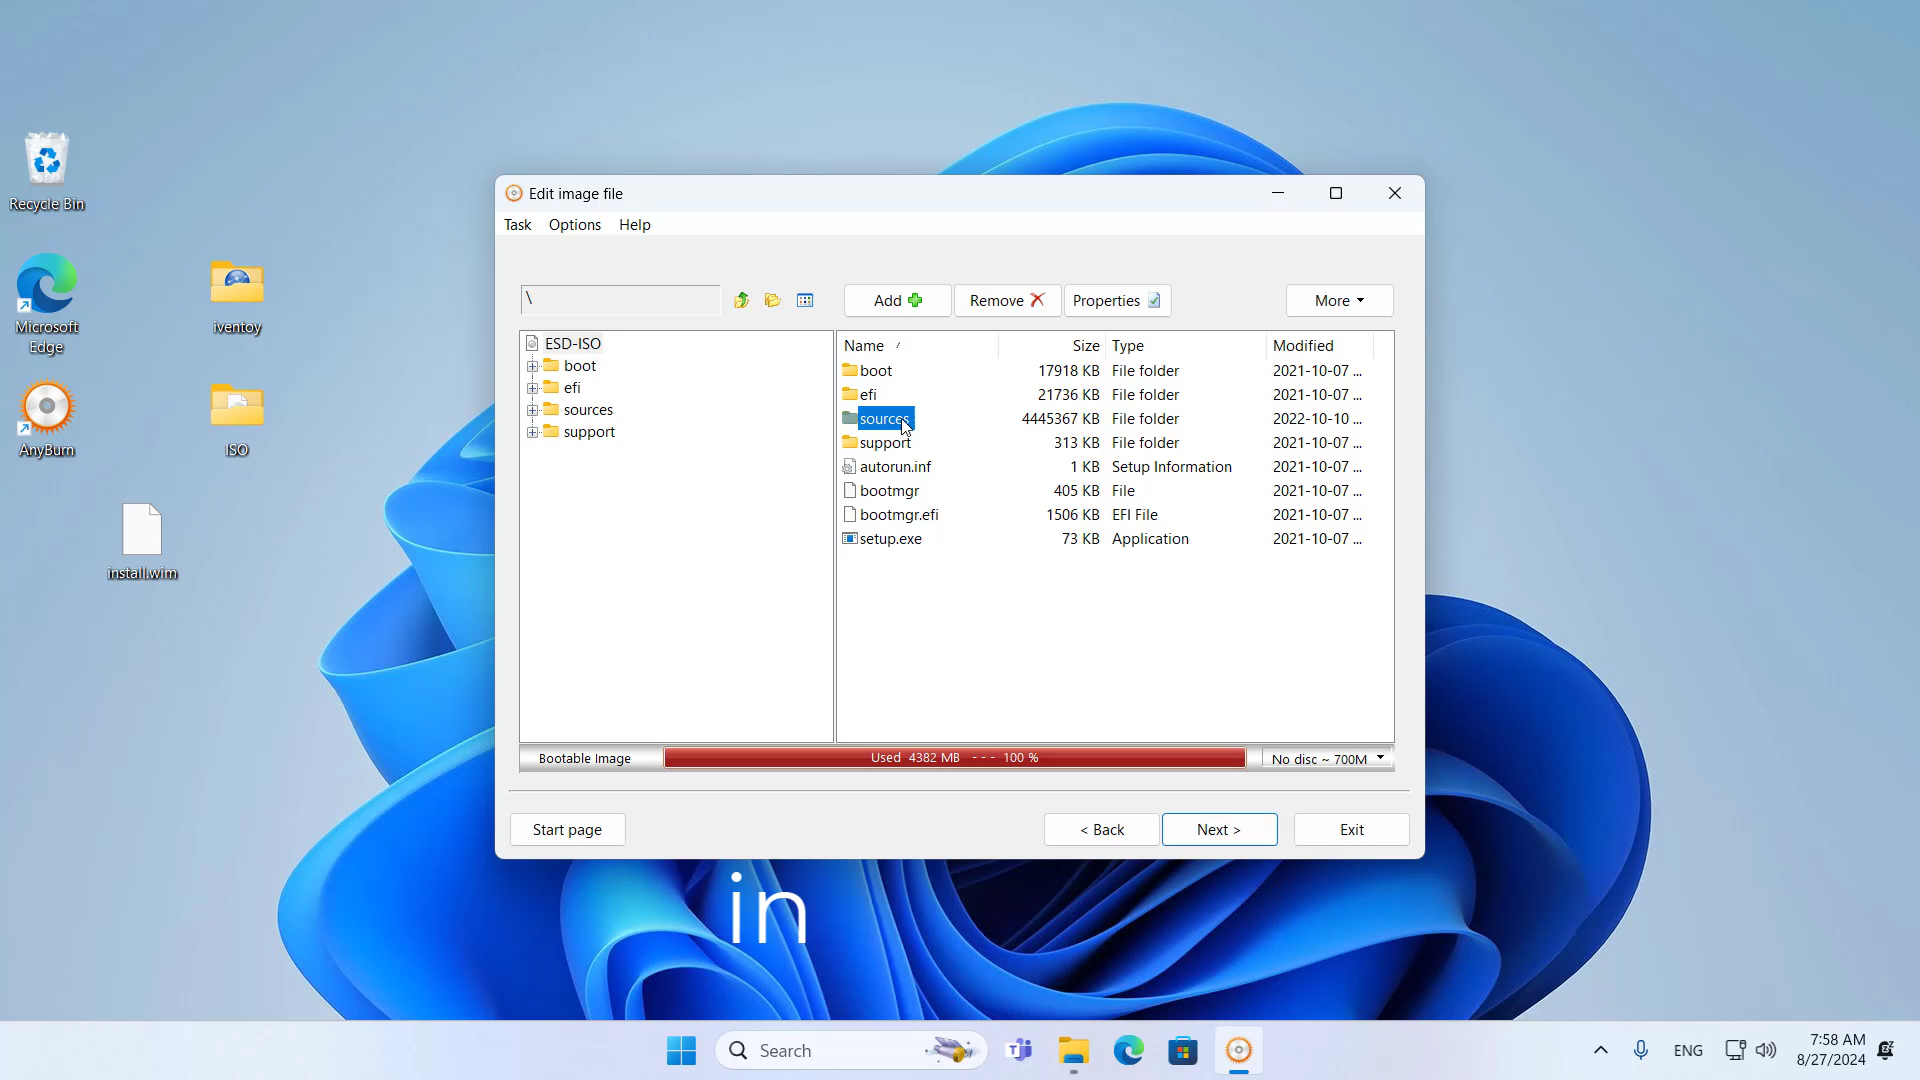 Recycle Bin
Microsoft
Edge
iventoy
AnyBurn
ISO
install.wim
Edit image file
Task Options Help
\
Add Remove Properties More
ESD-ISO
boot
efi
sources
support
Name Size Type Modified
boot 17918 KB File folder 2021-10-07 ...
efi 21736 KB File folder 2021-10-07 ...
sources 4445367 KB File folder 2022-10-10 ...
support 313 KB File folder 2021-10-07 ...
autorun.inf 1 KB Setup Information 2021-10-07 ...
bootmgr 405 KB File 2021-10-07 ...
bootmgr.efi 1506 KB EFI File 2021-10-07 ...
setup.exe 73 KB Application 2021-10-07 ...
Bootable Image Used 4382 MB - - - 100 % No disc ~ 700M
Start page < Back Next > Exit
in
Search
ENG
7:58 AM
8/27/2024